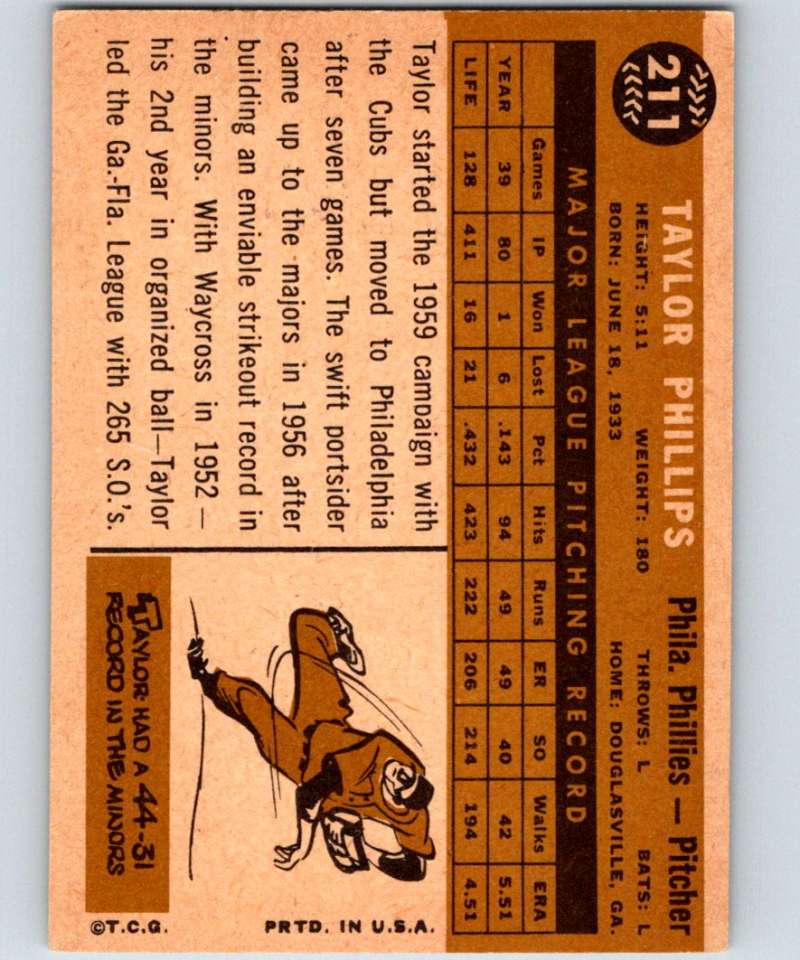 211
TAYLOR PHILLIPS Phila. Phillies — Pitcher
HEIGHT: 5:11 WEIGHT: 180 THROWS: L BATS: L
BORN: JUNE 18, 1933 HOME: DOUGLASVILLE, GA.
MAJOR LEAGUE PITCHING RECORD
Games IP Won Lost Pct Hits Runs ER SO Walks ERA
YEAR 39 80 1 6 .143 94 49 49 40 42 5.51
LIFE 128 411 16 21 .432 423 222 206 214 194 4.51
Taylor started the 1959 campaign with
the Cubs but moved to Philadelphia
after seven games. The swift portsider
came up to the majors in 1956 after
building an enviable strikeout record in
the minors. With Waycross in 1952—
his 2nd year in organized ball—Taylor
led the Ga.-Fla. League with 265 S.O.'s.
TAYLOR HAD A 44-31
RECORD IN THE MINORS
©T.C.G. PRTD. IN U.S.A.